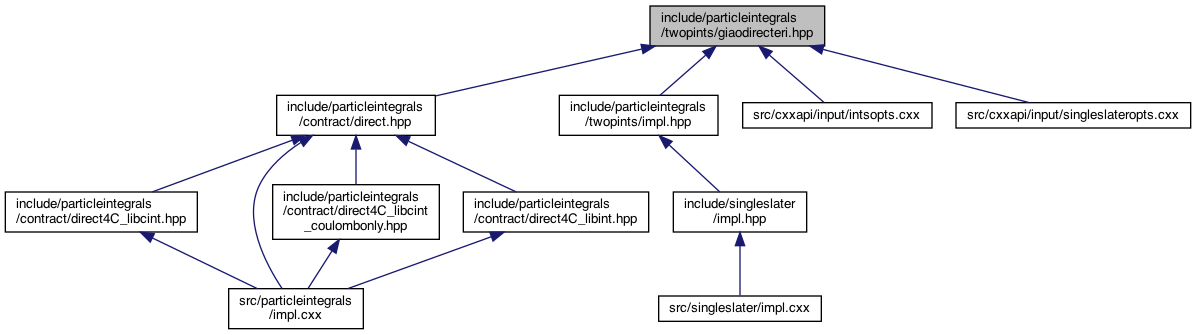 include/particleintegrals
/twopints/giaodirecteri.hpp
include/particleintegrals
/contract/direct.hpp
include/particleintegrals
/twopints/impl.hpp
src/cxxapi/input/intsopts.cxx
src/cxxapi/input/singleslateropts.cxx
include/particleintegrals
/contract/direct4C_libcint.hpp
include/particleintegrals
/contract/direct4C_libcint
_coulombonly.hpp
include/particleintegrals
/contract/direct4C_libint.hpp
include/singleslater
/impl.hpp
src/particleintegrals
/impl.cxx
src/singleslater/impl.cxx